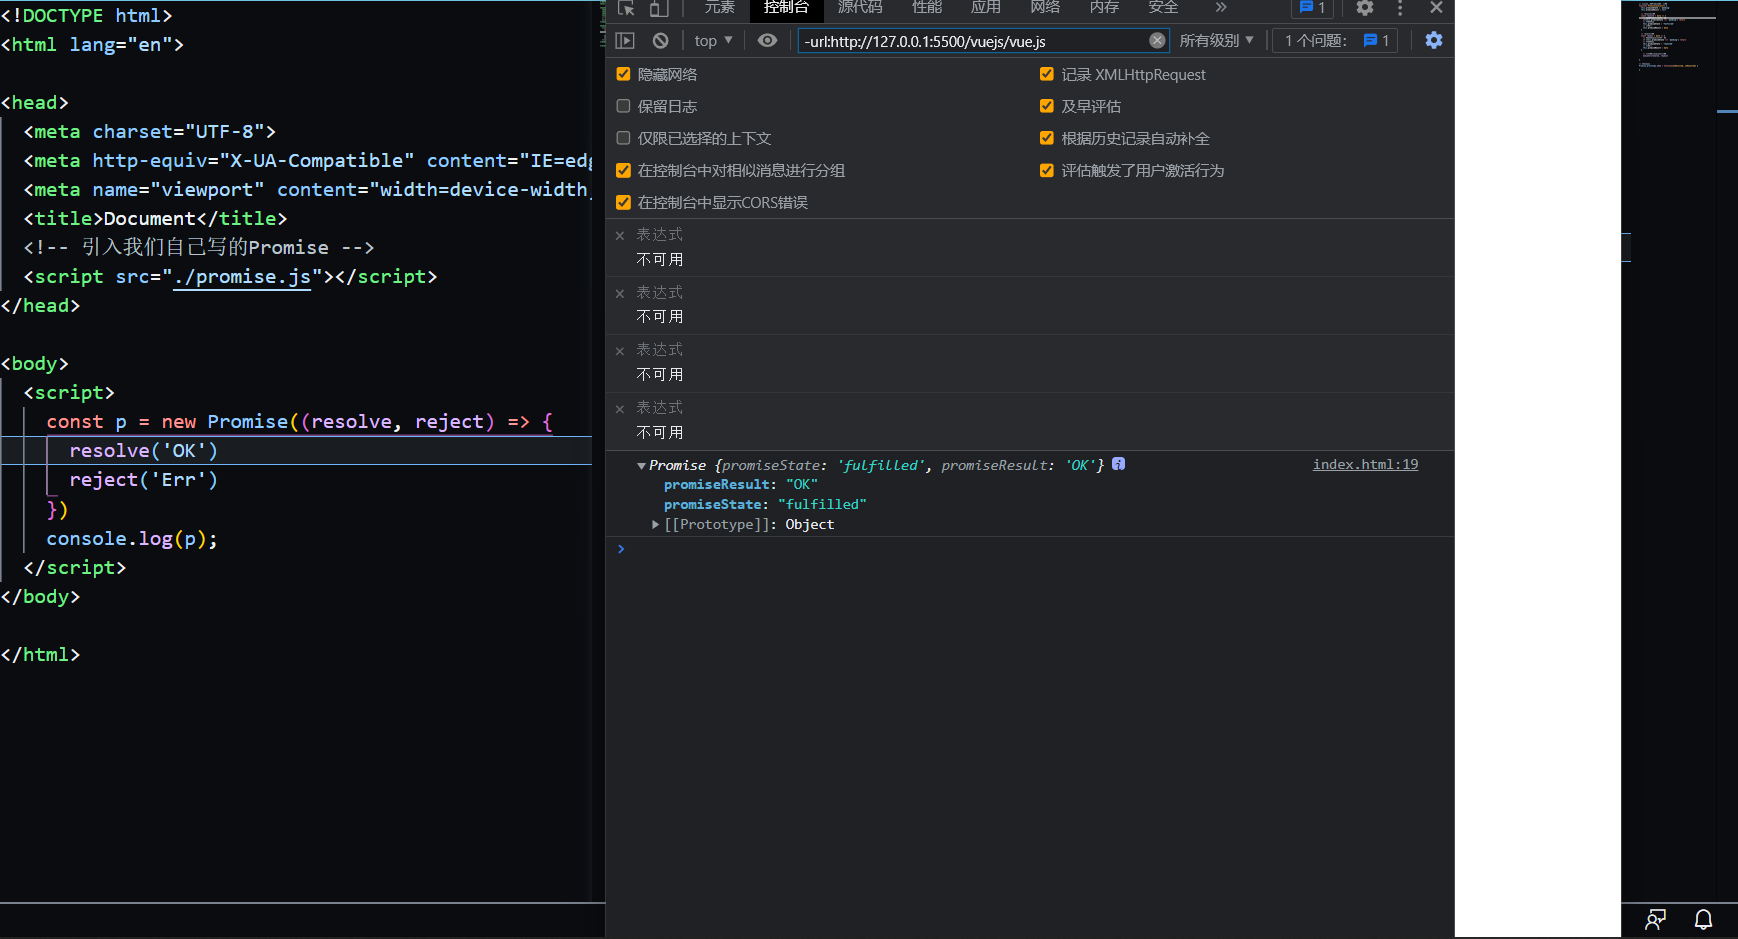 <!DOCTYPE html>
<html lang="en">
<head>
<meta charset="UTF-8">
<meta http-equiv="X-UA-Compatible" content="IE=edg
<meta name="viewport" content="width=device-width,
<title>Document</title>
<!-- 引入我们自己写的Promise -->
<script src="./promise.js"></script>
</head>
<body>
<script>
const p = new Promise((resolve, reject) => {
resolve('OK')
reject('Err')
})
console.log(p);
</script>
</body>
</html>
元素 控制台 源代码 性能 应用 网络 内存 安全 » 1
top -url:http://127.0.0.1:5500/vuejs/vue.js 所有级别 1 个问题: 1
隐藏网络
记录 XMLHttpRequest
保留日志
及早评估
仅限已选择的上下文
根据历史记录自动补全
在控制台中对相似消息进行分组
评估触发了用户激活行为
在控制台中显示CORS错误
表达式
不可用
表达式
不可用
表达式
不可用
表达式
不可用
Promise {promiseState: 'fulfilled', promiseResult: 'OK'} index.html:19
promiseResult: "OK"
promiseState: "fulfilled"
[[Prototype]]: Object